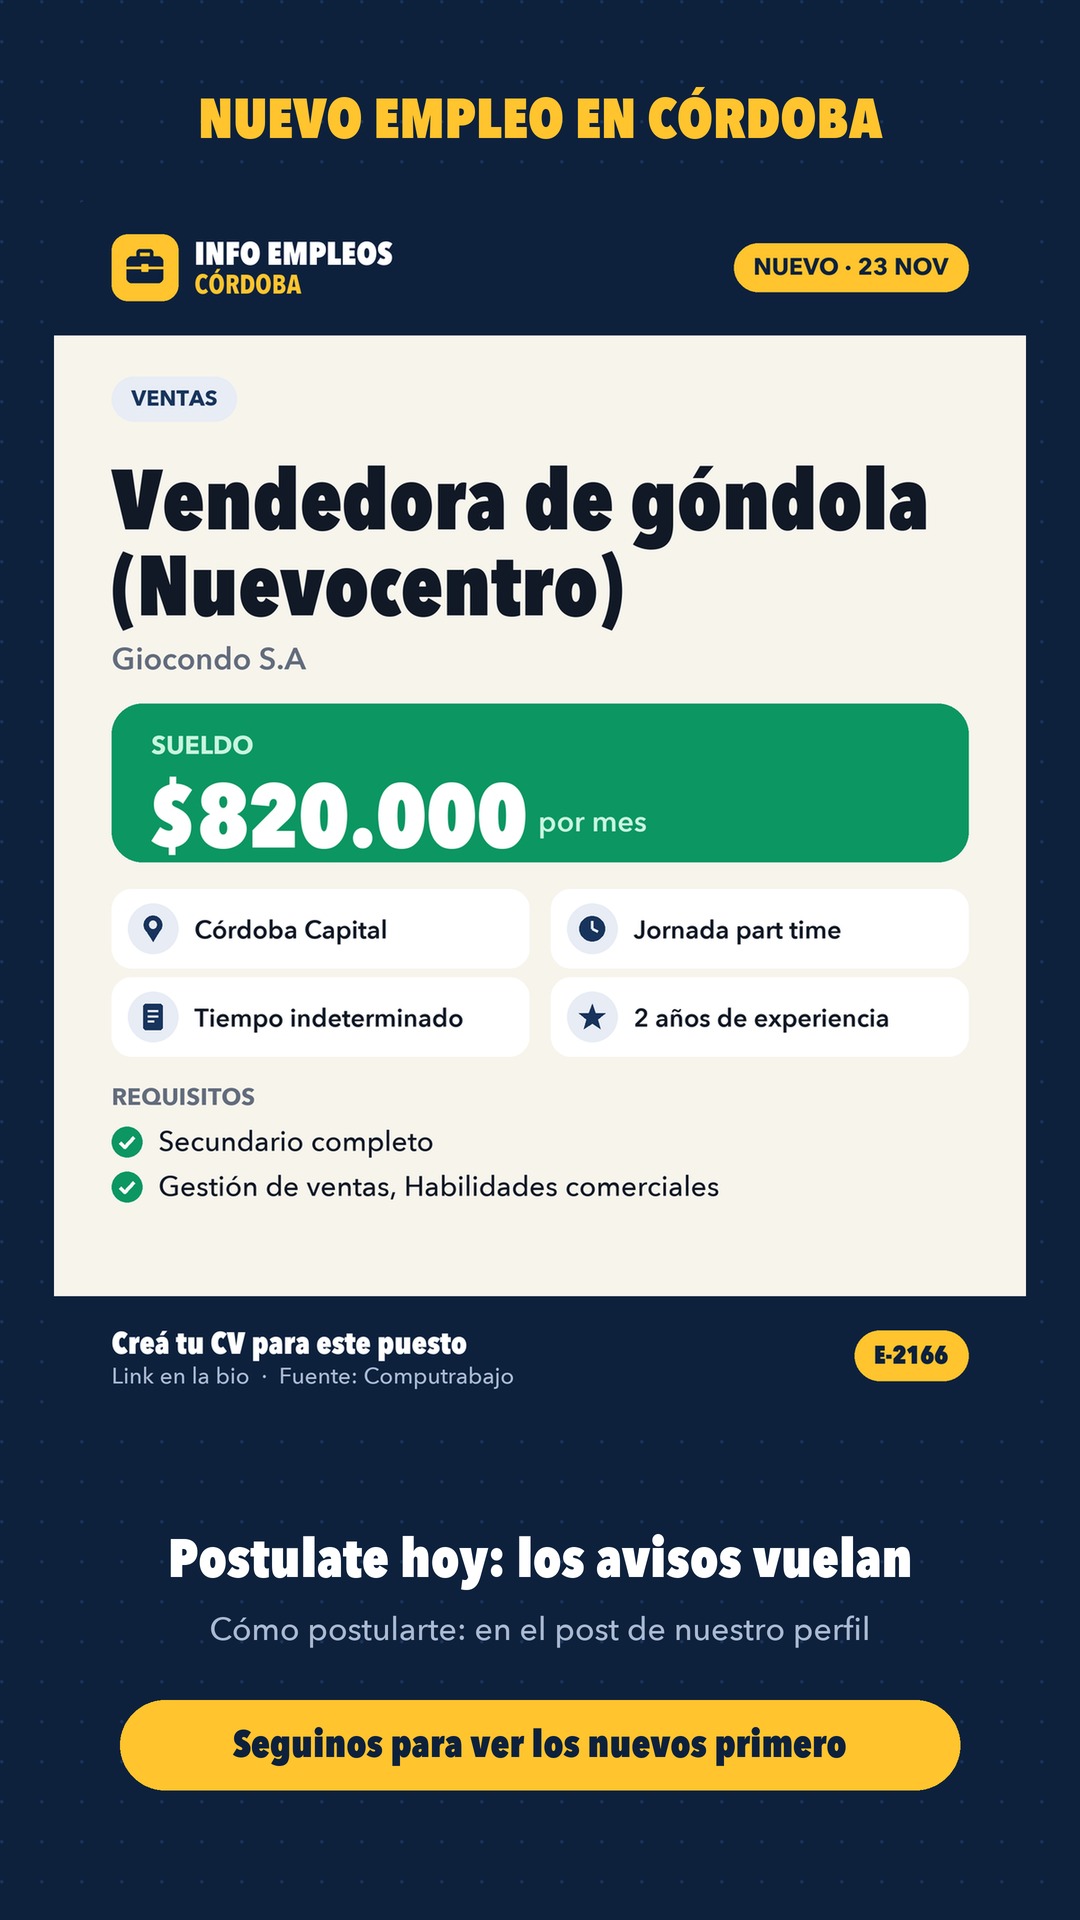 NUEVO EMPLEO EN CÓRDOBA
INFO EMPLEOS
CÓRDOBA
NUEVO · 23 NOV
VENTAS
Vendedora de góndola
(Nuevocentro)
Giocondo S.A
SUELDO
$820.000 por mes
Córdoba Capital
Jornada part time
Tiempo indeterminado
2 años de experiencia
REQUISITOS
Secundario completo
Gestión de ventas, Habilidades comerciales
Creá tu CV para este puesto
Link en la bio · Fuente: Computrabajo
E-2166
Postulate hoy: los avisos vuelan
Cómo postularte: en el post de nuestro perfil
Seguinos para ver los nuevos primero